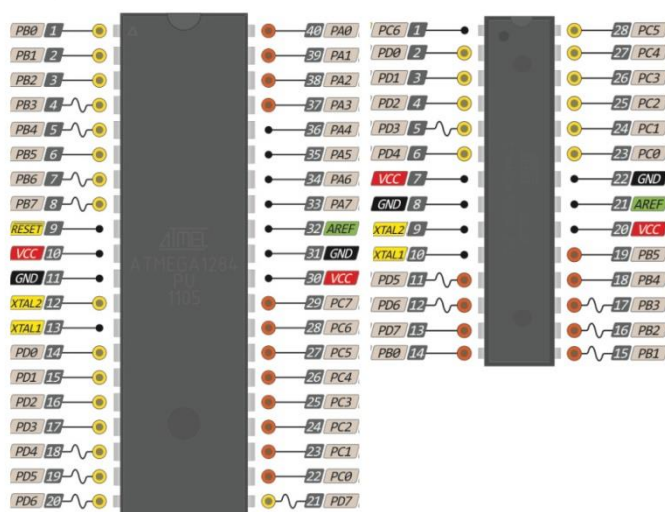 PB0 1
PB1 2
PB2 3
PB3 4
PB4 5
PB5 6
PB6 7
PB7 8
RESET 9
VCC 10
GND 11
XTAL2 12
XTAL1 13
PD0 14
PD1 15
PD2 16
PD3 17
PD4 18
PD5 19
PD6 20
ATMEL
ATMEGA1284
PU
1105
40 PA0
39 PA1
38 PA2
37 PA3
36 PA4
35 PA5
34 PA6
33 PA7
32 AREF
31 GND
30 VCC
29 PC7
28 PC6
27 PC5
26 PC4
25 PC3
24 PC2
23 PC1
22 PC0
21 PD7
PC6 1
PD0 2
PD1 3
PD2 4
PD3 5
PD4 6
VCC 7
GND 8
XTAL2 9
XTAL1 10
PD5 11
PD6 12
PD7 13
PB0 14
28 PC5
27 PC4
26 PC3
25 PC2
24 PC1
23 PC0
22 GND
21 AREF
20 VCC
19 PB5
18 PB4
17 PB3
16 PB2
15 PB1